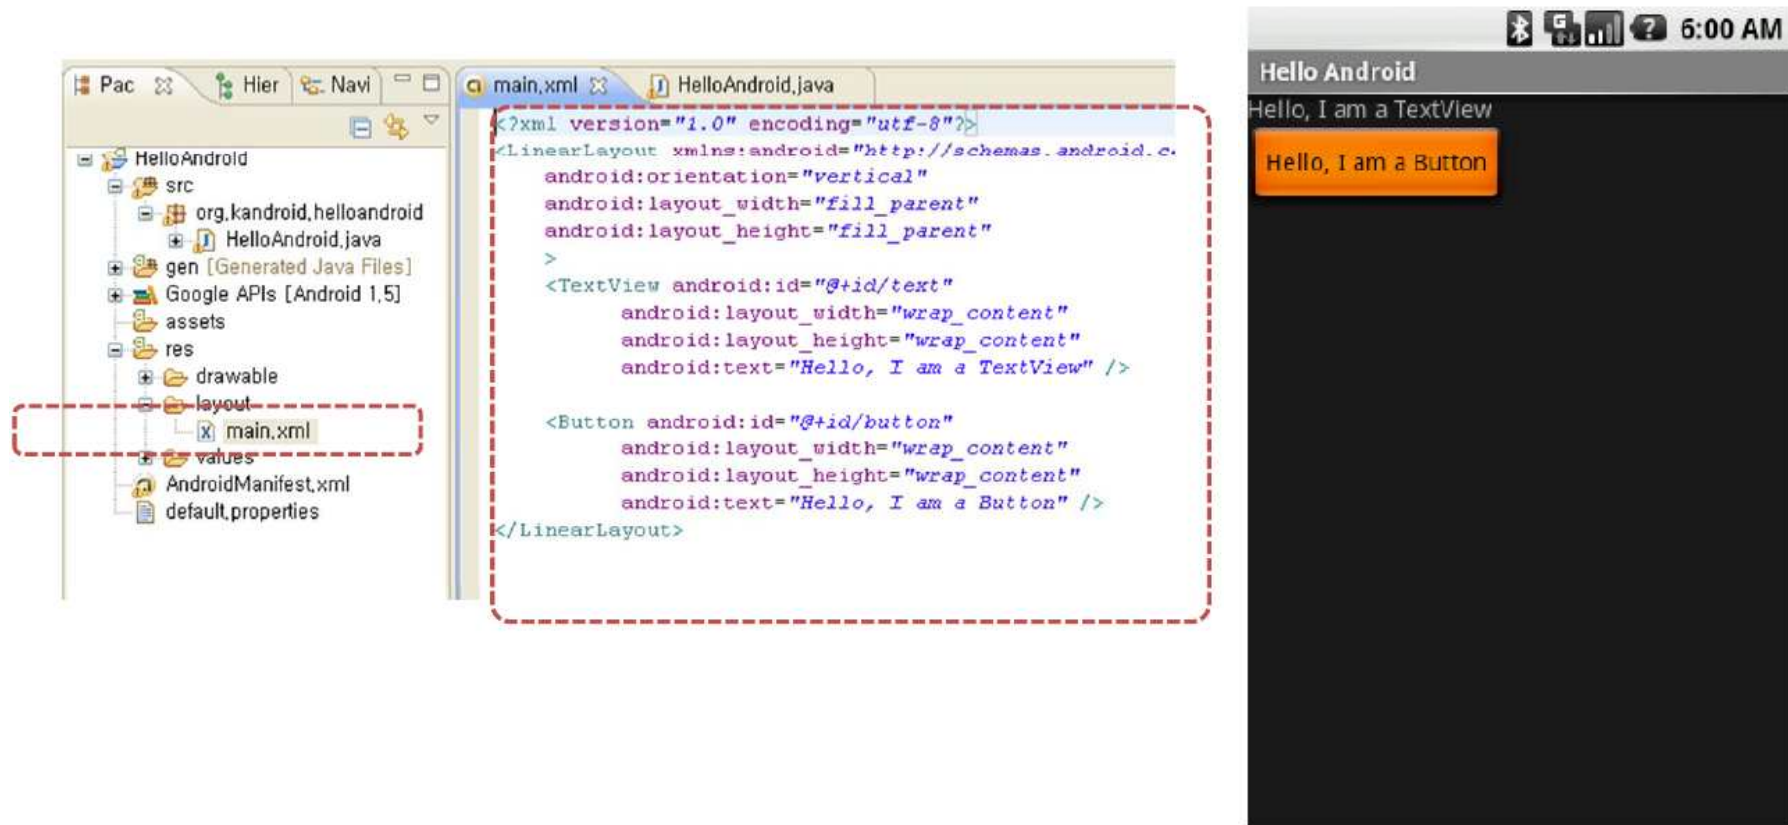 Pac
Hier
Navi
HelloAndroid
src
org.kandroid.helloandroid
HelloAndroid.java
gen [Generated Java Files]
Google APIs [Android 1.5]
assets
res
drawable
layout
main.xml
values
AndroidManifest.xml
default.properties
main.xml
HelloAndroid.java
<?xml version="1.0" encoding="utf-8"?>
<LinearLayout xmlns:android="http://schemas.android.c
android:orientation="vertical"
android:layout_width="fill_parent"
android:layout_height="fill_parent"
>
<TextView android:id="@+id/text"
android:layout_width="wrap_content"
android:layout_height="wrap_content"
android:text="Hello, I am a TextView" />
<Button android:id="@+id/button"
android:layout_width="wrap_content"
android:layout_height="wrap_content"
android:text="Hello, I am a Button" />
</LinearLayout>
G
6:00 AM
Hello Android
Hello, I am a TextView
Hello, I am a Button